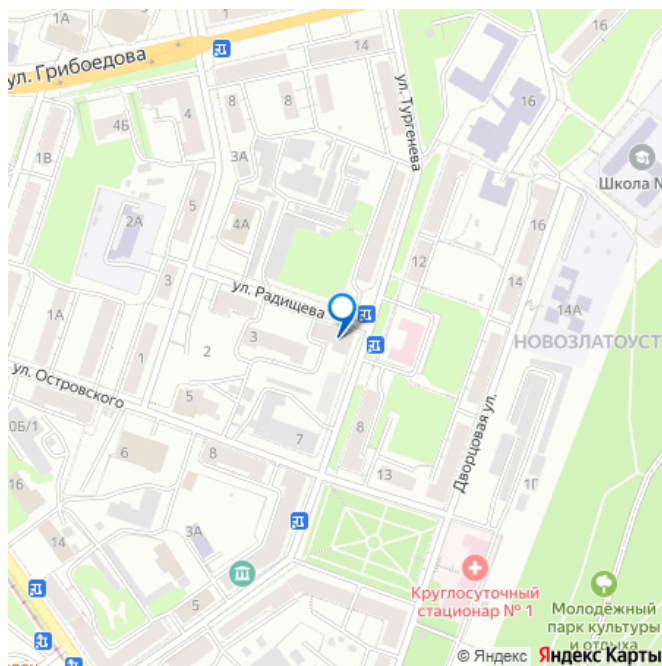 14
ул. Грибоедова
16
8
8
4
ул. Тургенева
4Б
3А
1В
Школа №
5
2А
4А
16
12
3
14
ул. Радищева
14А
1А
3
НОВОЗЛАТОУСТ
1
2
ул. Островского
5
Дворцовая ул.
0Б/1
7
8
6
8
13
1Г
16
3А
14
Круглосуточный
стационар № 1
5
Молодёжный
парк культуры
и отдыха
© Яндекс Яндекс Карты